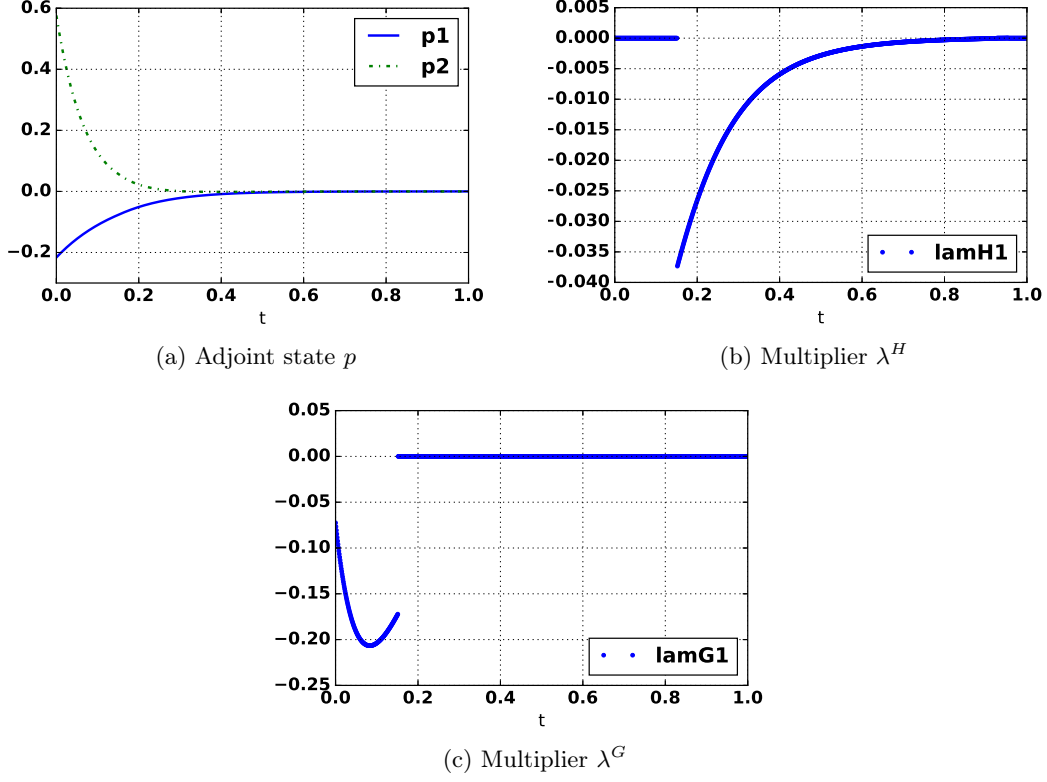 0.6
0.4
0.2
0.0
−0.2
0.0 0.2 0.4 0.6 0.8 1.0
t
p1
p2
(a) Adjoint state p
0.005
0.000
-0.005
-0.010
-0.015
-0.020
-0.025
-0.030
-0.035
-0.040
0.0 0.2 0.4 0.6 0.8 1.0
t
lamH1
(b) Multiplier λ^H
0.05
0.00
−0.05
−0.10
−0.15
−0.20
−0.25
0.0 0.2 0.4 0.6 0.8 1.0
t
lamG1
(c) Multiplier λ^G